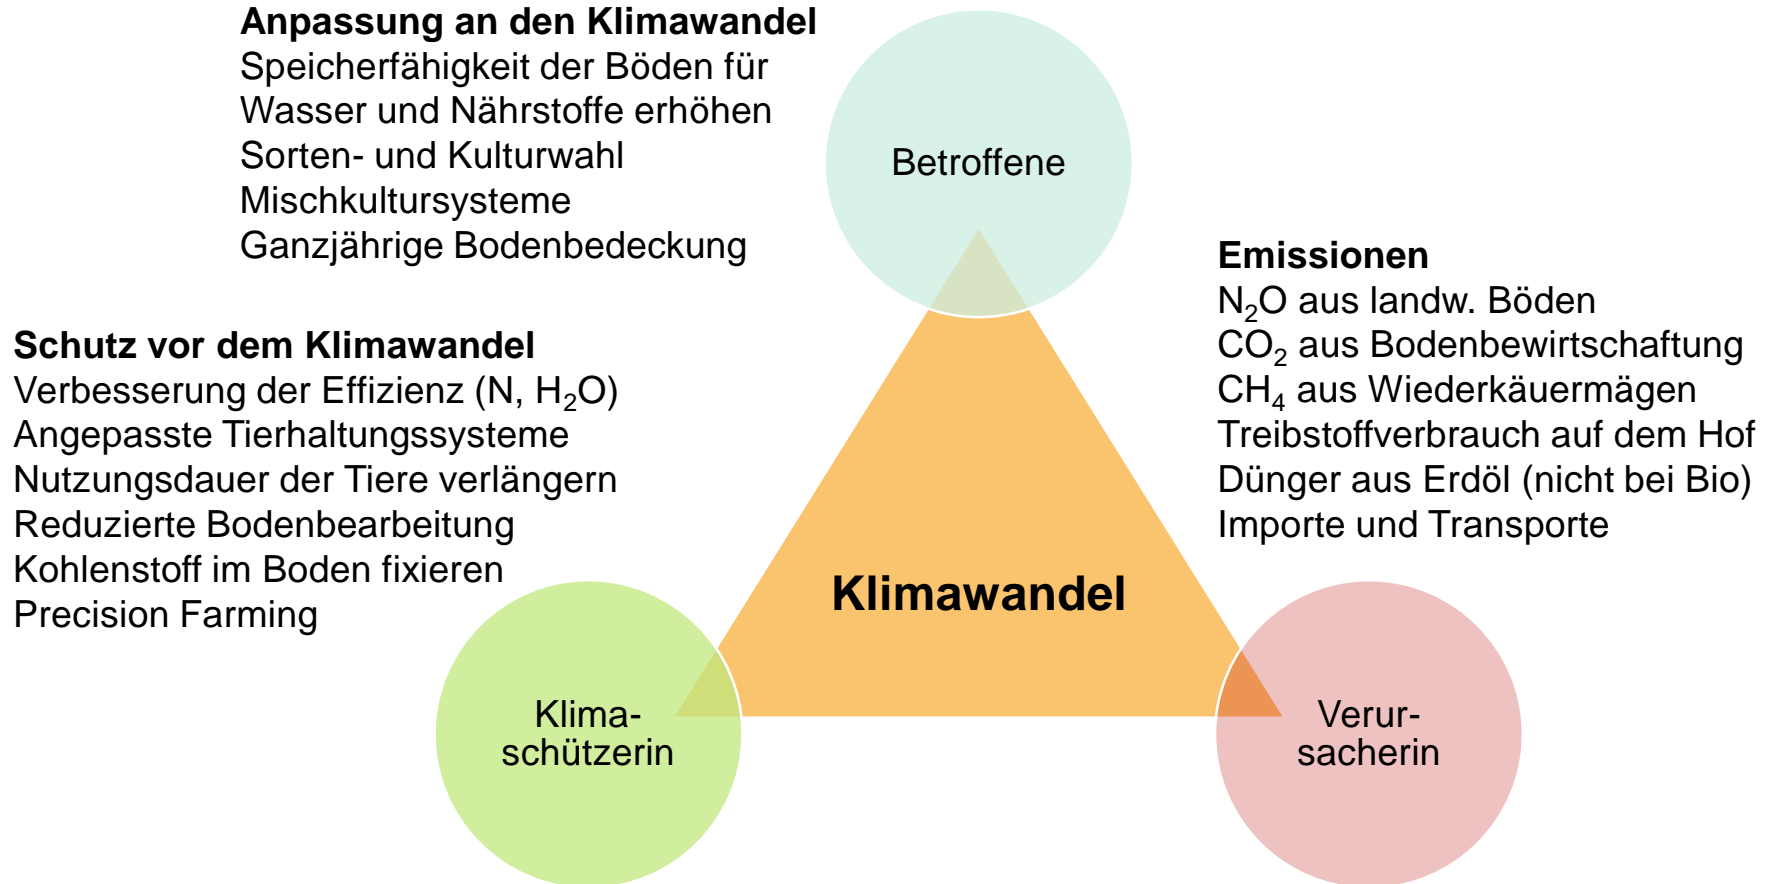 Anpassung an den Klimawandel
Speicherfähigkeit der Böden für
Wasser und Nährstoffe erhöhen
Sorten- und Kulturwahl
Mischkultursysteme
Ganzjährige Bodenbedeckung
Betroffene
Emissionen
N₂O aus landw. Böden
CO₂ aus Bodenbewirtschaftung
CH₄ aus Wiederkäuermägen
Treibstoffverbrauch auf dem Hof
Dünger aus Erdöl (nicht bei Bio)
Importe und Transporte
Schutz vor dem Klimawandel
Verbesserung der Effizienz (N, H₂O)
Angepasste Tierhaltungssysteme
Nutzungsdauer der Tiere verlängern
Reduzierte Bodenbearbeitung
Kohlenstoff im Boden fixieren
Precision Farming
Klimawandel
Klima-
schützerin
Verur-
sacherin